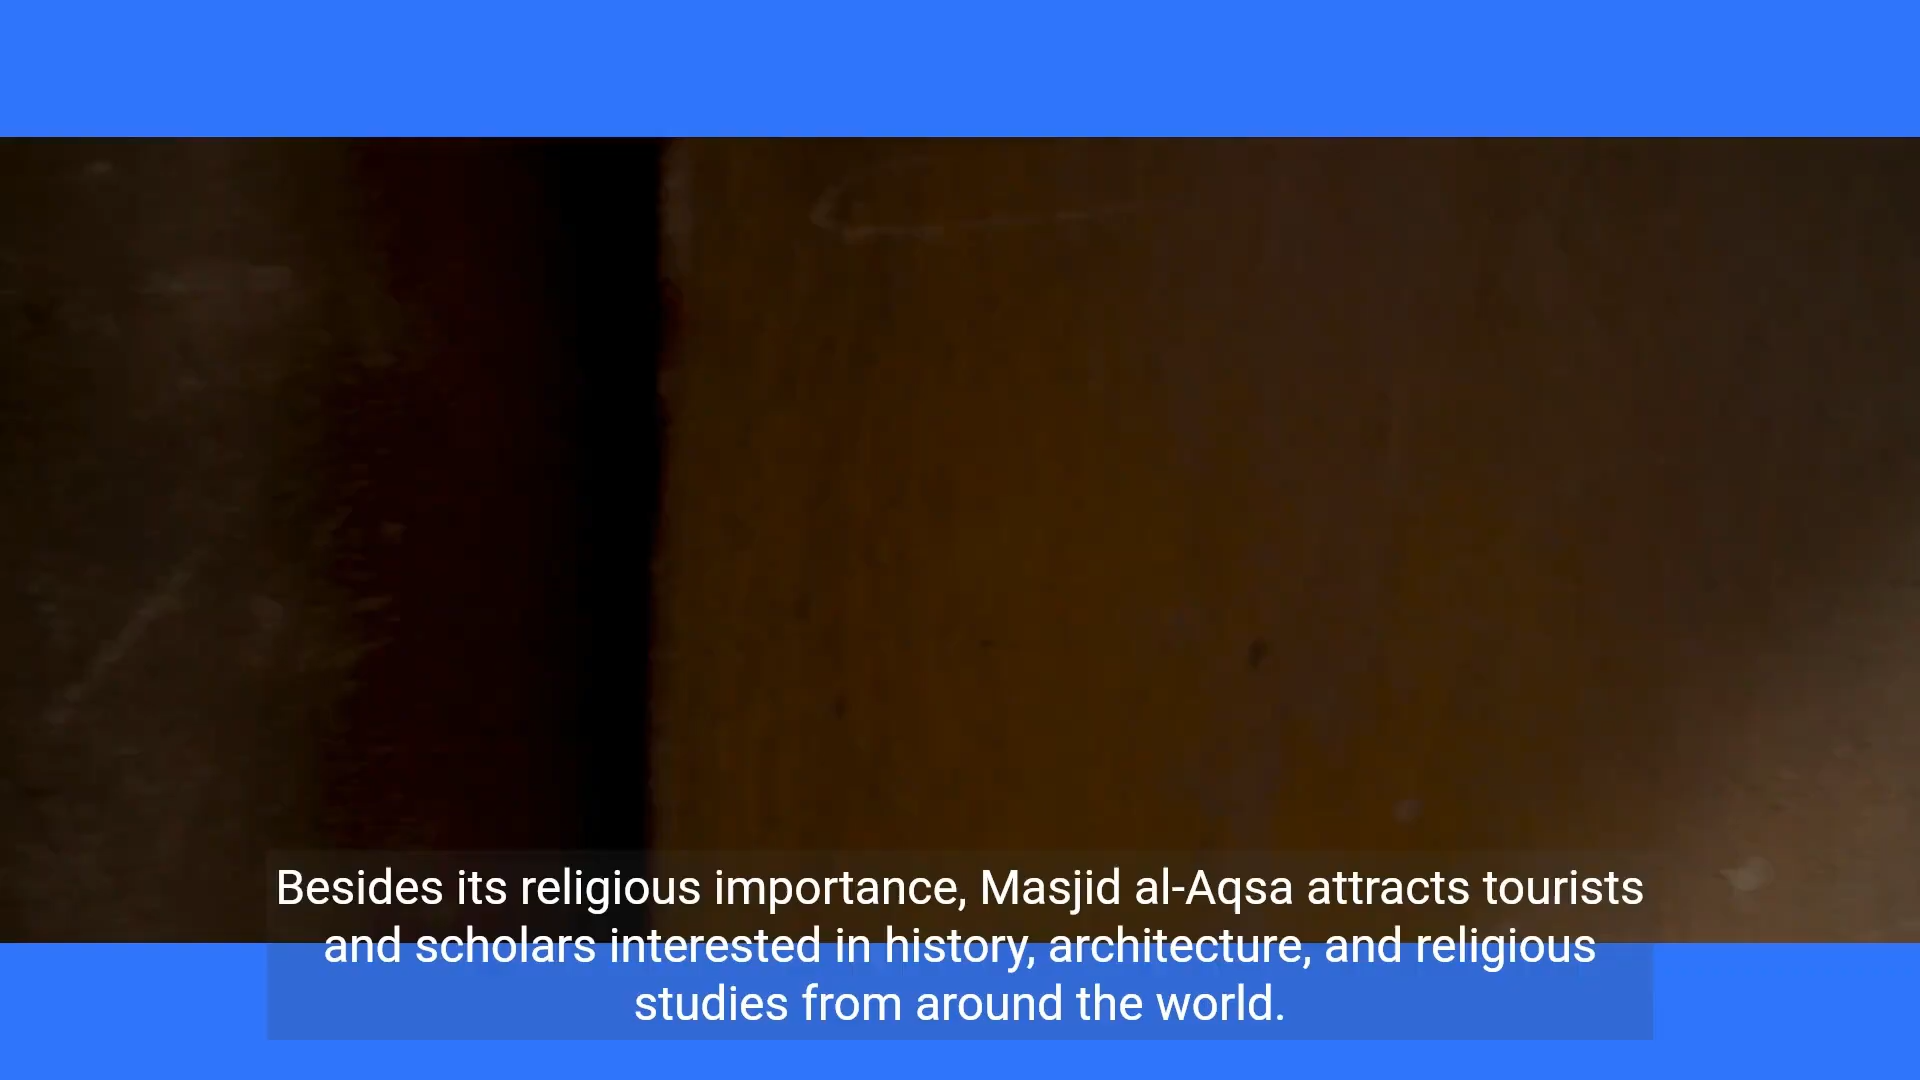 Besides its religious importance, Masjid al-Aqsa attracts tourists
and scholars interested in history, architecture, and religious
studies from around the world.